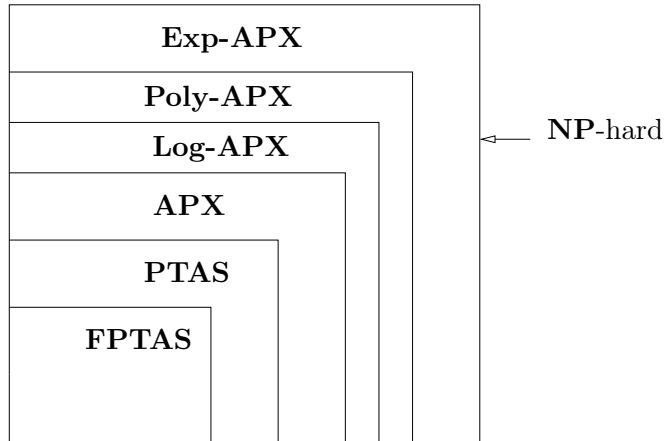 Exp-APX
Poly-APX
NP-hard
Log-APX
APX
PTAS
FPTAS